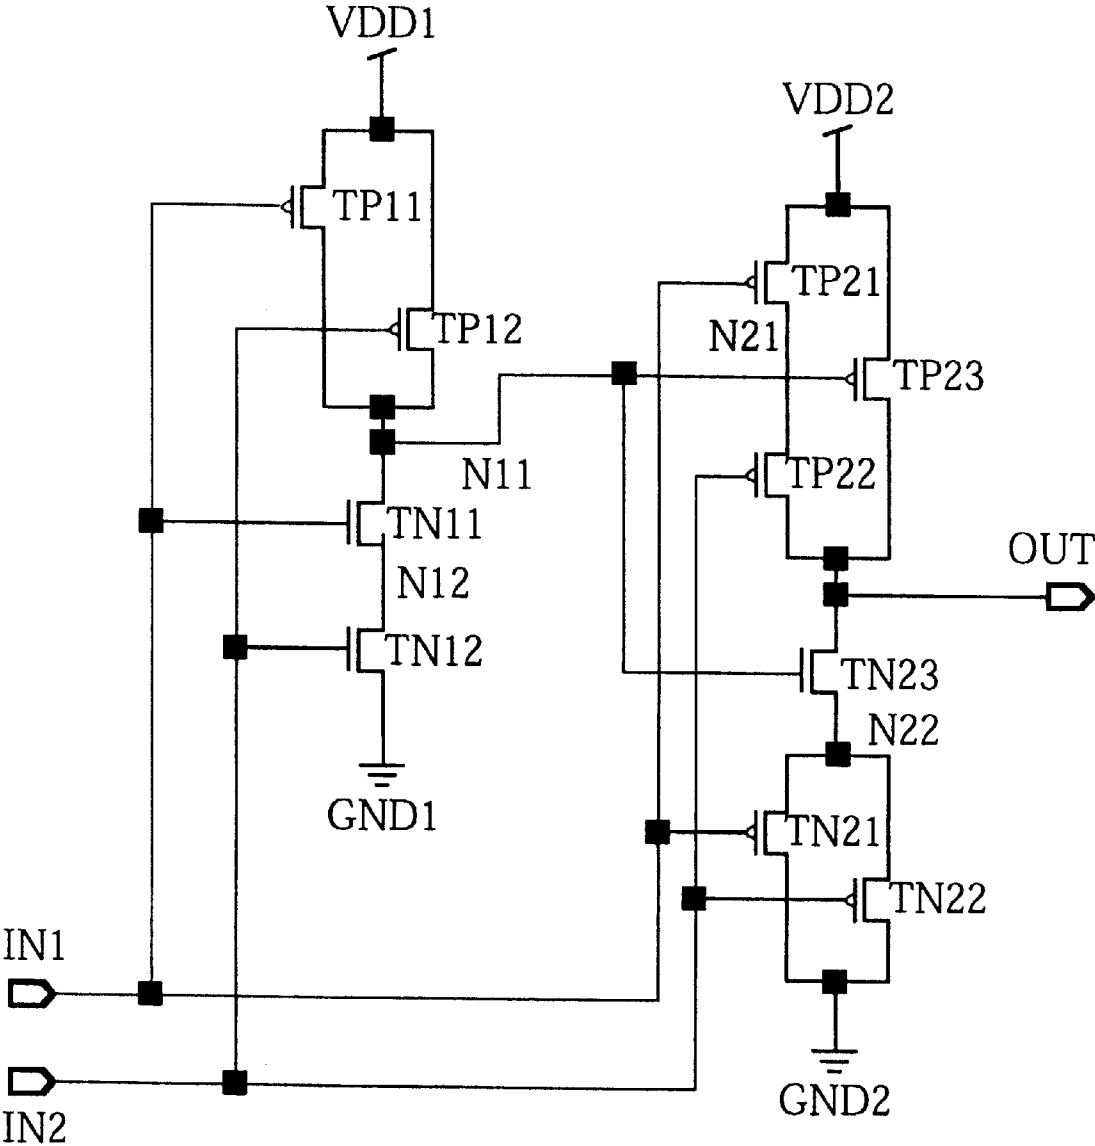 VDD1
VDD2
TP11
TP21
TP12
N21
TP23
N11
TP22
TN11
OUT
N12
TN12
TN23
N22
GND1
TN21
TN22
IN1
GND2
IN2